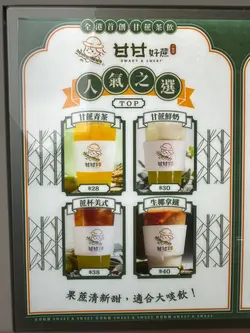 全港首創 甘蔗茶飲
甘甘好蔗
SWEET & SWEET
人氣之選
TOP
甘蔗青茶
$28
甘蔗鮮奶
$30
蔗杯美式
$38
生椰拿鐵
$40
果蔗清新甜，適合大啖飲！